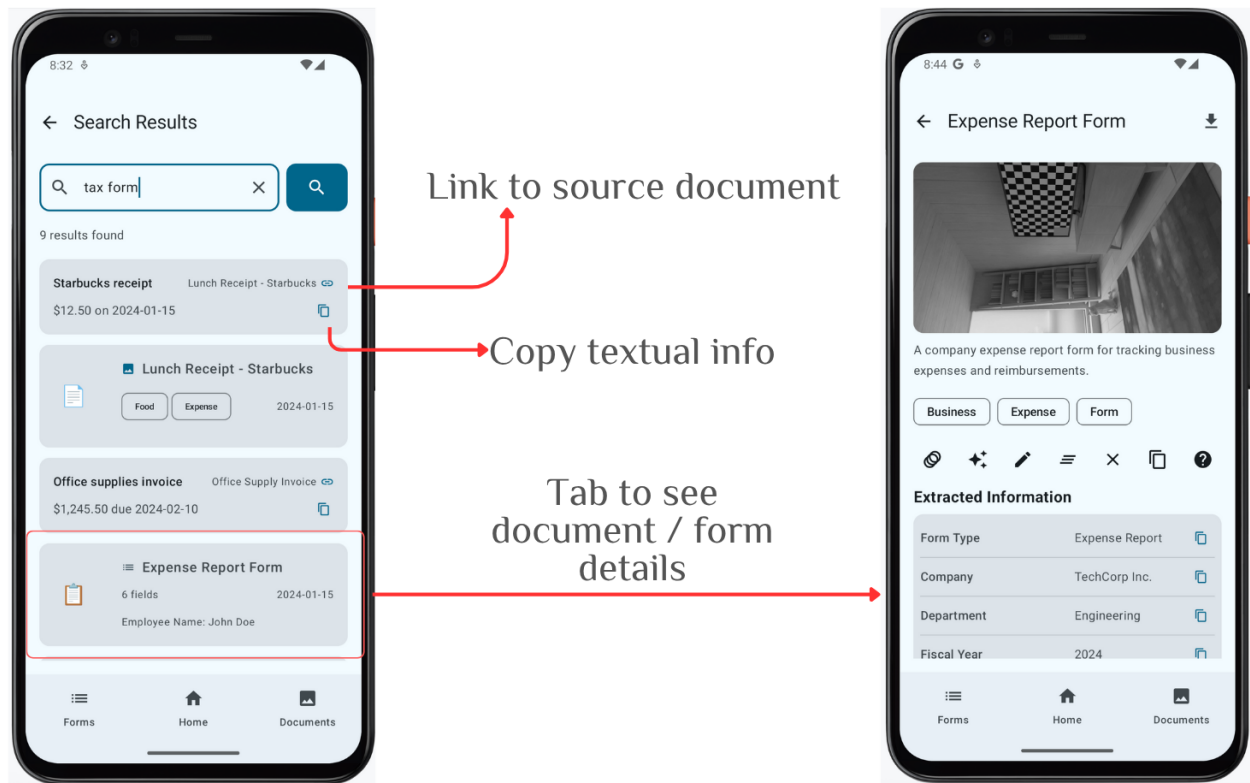 8:32
Search Results
tax form
9 results found
Starbucks receipt Lunch Receipt - Starbucks
$12.50 on 2024-01-15
Lunch Receipt - Starbucks
Food Expense 2024-01-15
Office supplies invoice Office Supply Invoice
$1,245.50 due 2024-02-10
Expense Report Form
6 fields 2024-01-15
Employee Name: John Doe
Forms Home Documents
Link to source document
Copy textual info
Tab to see
document / form
details
8:44 G
Expense Report Form
A company expense report form for tracking business
expenses and reimbursements.
Business Expense Form
Extracted Information
Form Type Expense Report
Company TechCorp Inc.
Department Engineering
Fiscal Year 2024
Forms Home Documents